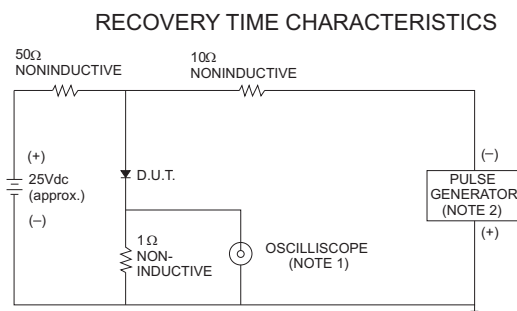 RECOVERY TIME CHARACTERISTICS
50Ω
NONINDUCTIVE
10Ω
NONINDUCTIVE
(+)
25Vdc
(approx.)
(–)
D.U.T.
1Ω
NON-
INDUCTIVE
OSCILLISCOPE
(NOTE 1)
(–)
PULSE
GENERATOR
(NOTE 2)
(+)